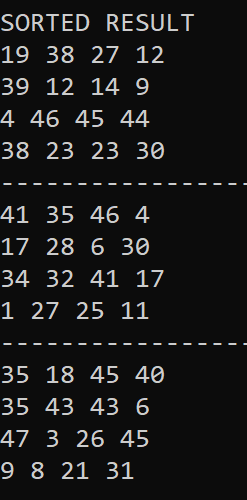 SORTED RESULT
19 38 27 12
39 12 14 9
4 46 45 44
38 23 23 30
-----------------
41 35 46 4
17 28 6 30
34 32 41 17
1 27 25 11
-----------------
35 18 45 40
35 43 43 6
47 3 26 45
9 8 21 31